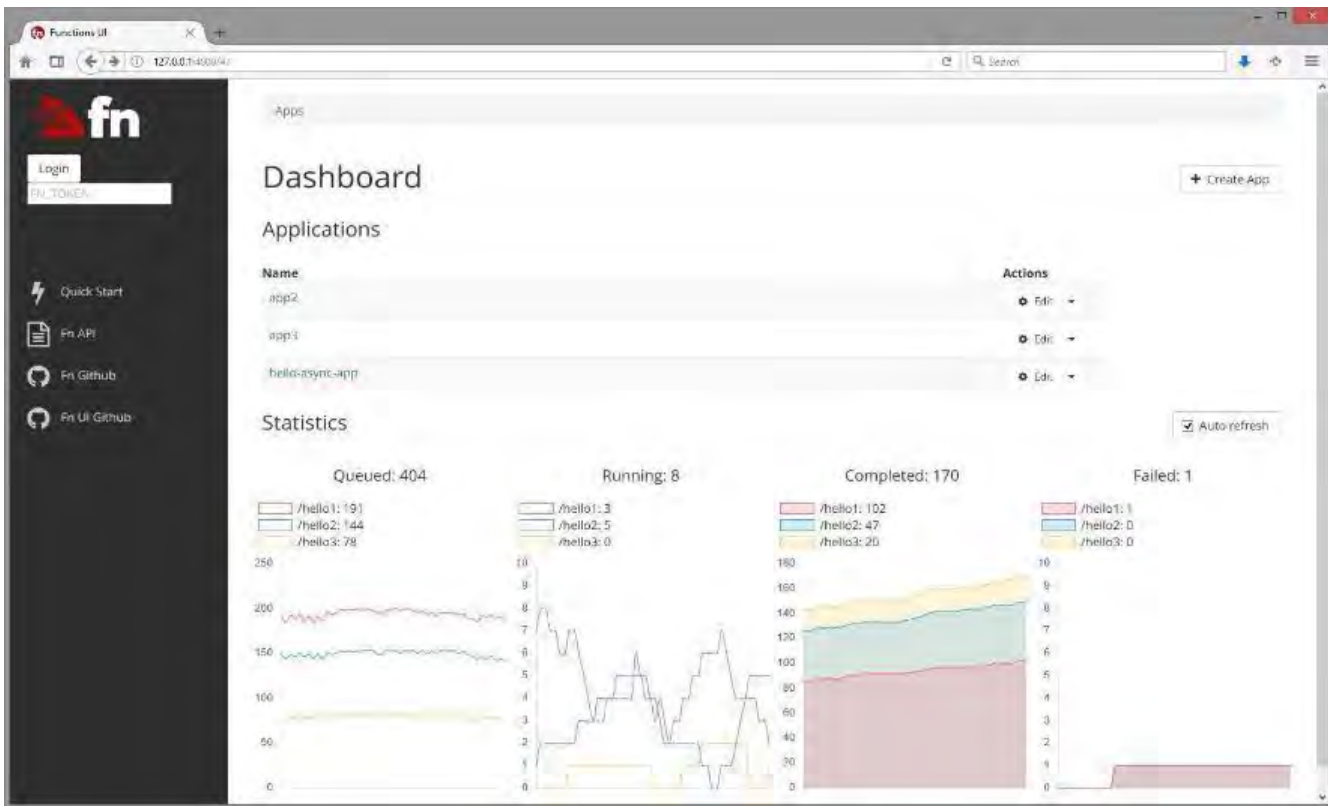 Functions UI
127.0.0.1:4000/#/
Search
fn
Login
FN_TOKEN
Quick Start
Fn API
Fn Github
Fn UI Github
Apps
Dashboard
+ Create App
Applications
Name Actions
app2 Edit
app3 Edit
hello-async-app Edit
Statistics
Auto refresh
Queued: 404
/hello1: 191
/hello2: 144
/hello3: 78
250
200
150
100
50
0
Running: 8
/hello1: 3
/hello2: 5
/hello3: 0
10
9
8
7
6
5
4
3
2
1
0
Completed: 170
/hello1: 102
/hello2: 47
/hello3: 20
180
160
140
120
100
80
60
40
20
0
Failed: 1
/hello1: 1
/hello2: 0
/hello3: 0
10
9
8
7
6
5
4
3
2
1
0